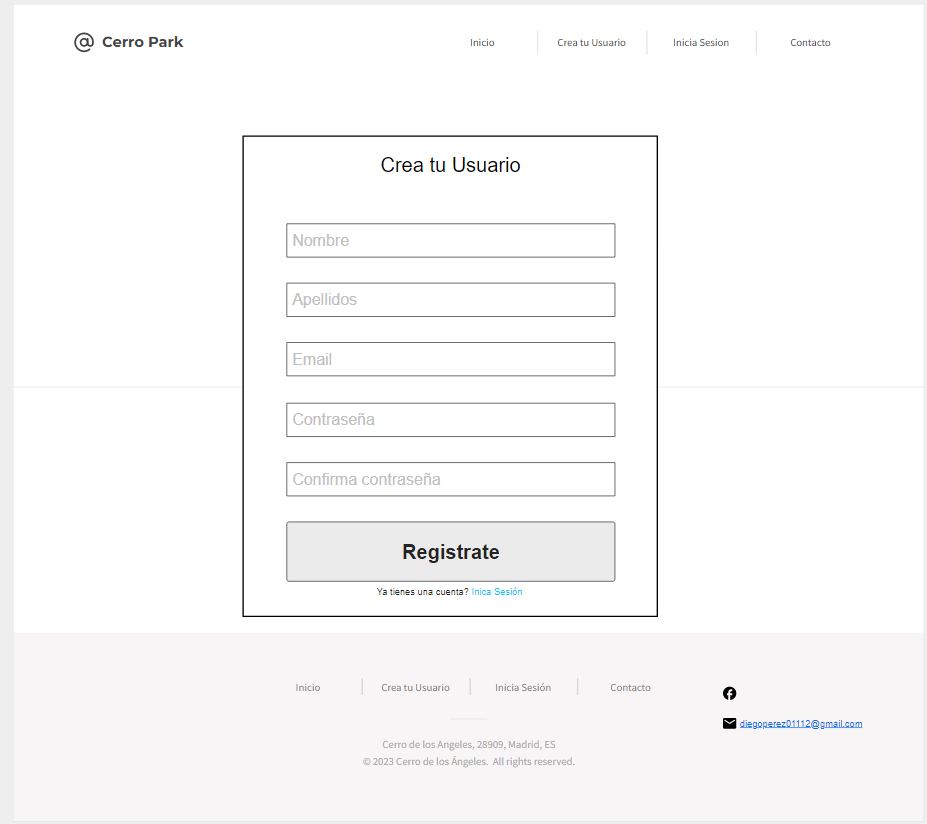 @ Cerro Park
Inicio
Crea tu Usuario
Inicia Sesion
Contacto
Crea tu Usuario
Nombre
Apellidos
Email
Contraseña
Confirma contraseña
Registrate
Ya tienes una cuenta? Inica Sesión
Inicio
Crea tu Usuario
Inicia Sesión
Contacto
diegoperez01112@gmail.com
Cerro de los Angeles, 28909, Madrid, ES
© 2023 Cerro de los Ángeles. All rights reserved.